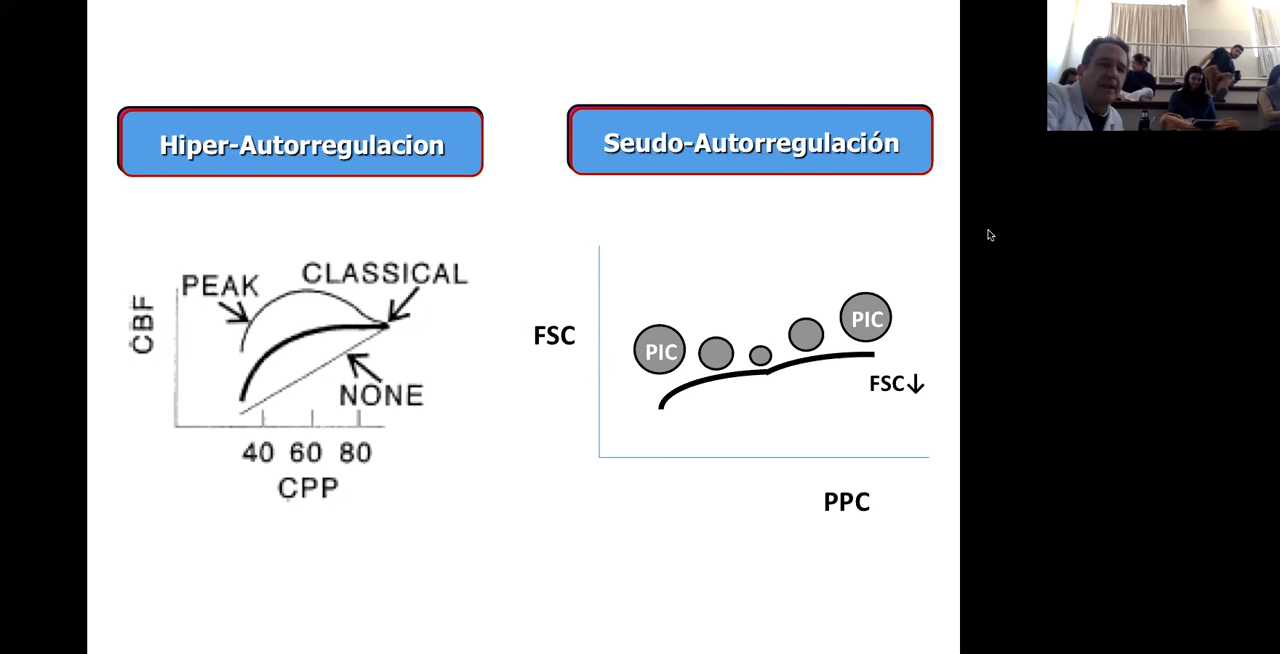 Hiper-Autorregulacion
Seudo-Autorregulación
PEAK
CLASSICAL
CBF
NONE
40 60 80
CPP
FSC
PIC
PIC
FSC↓
PPC